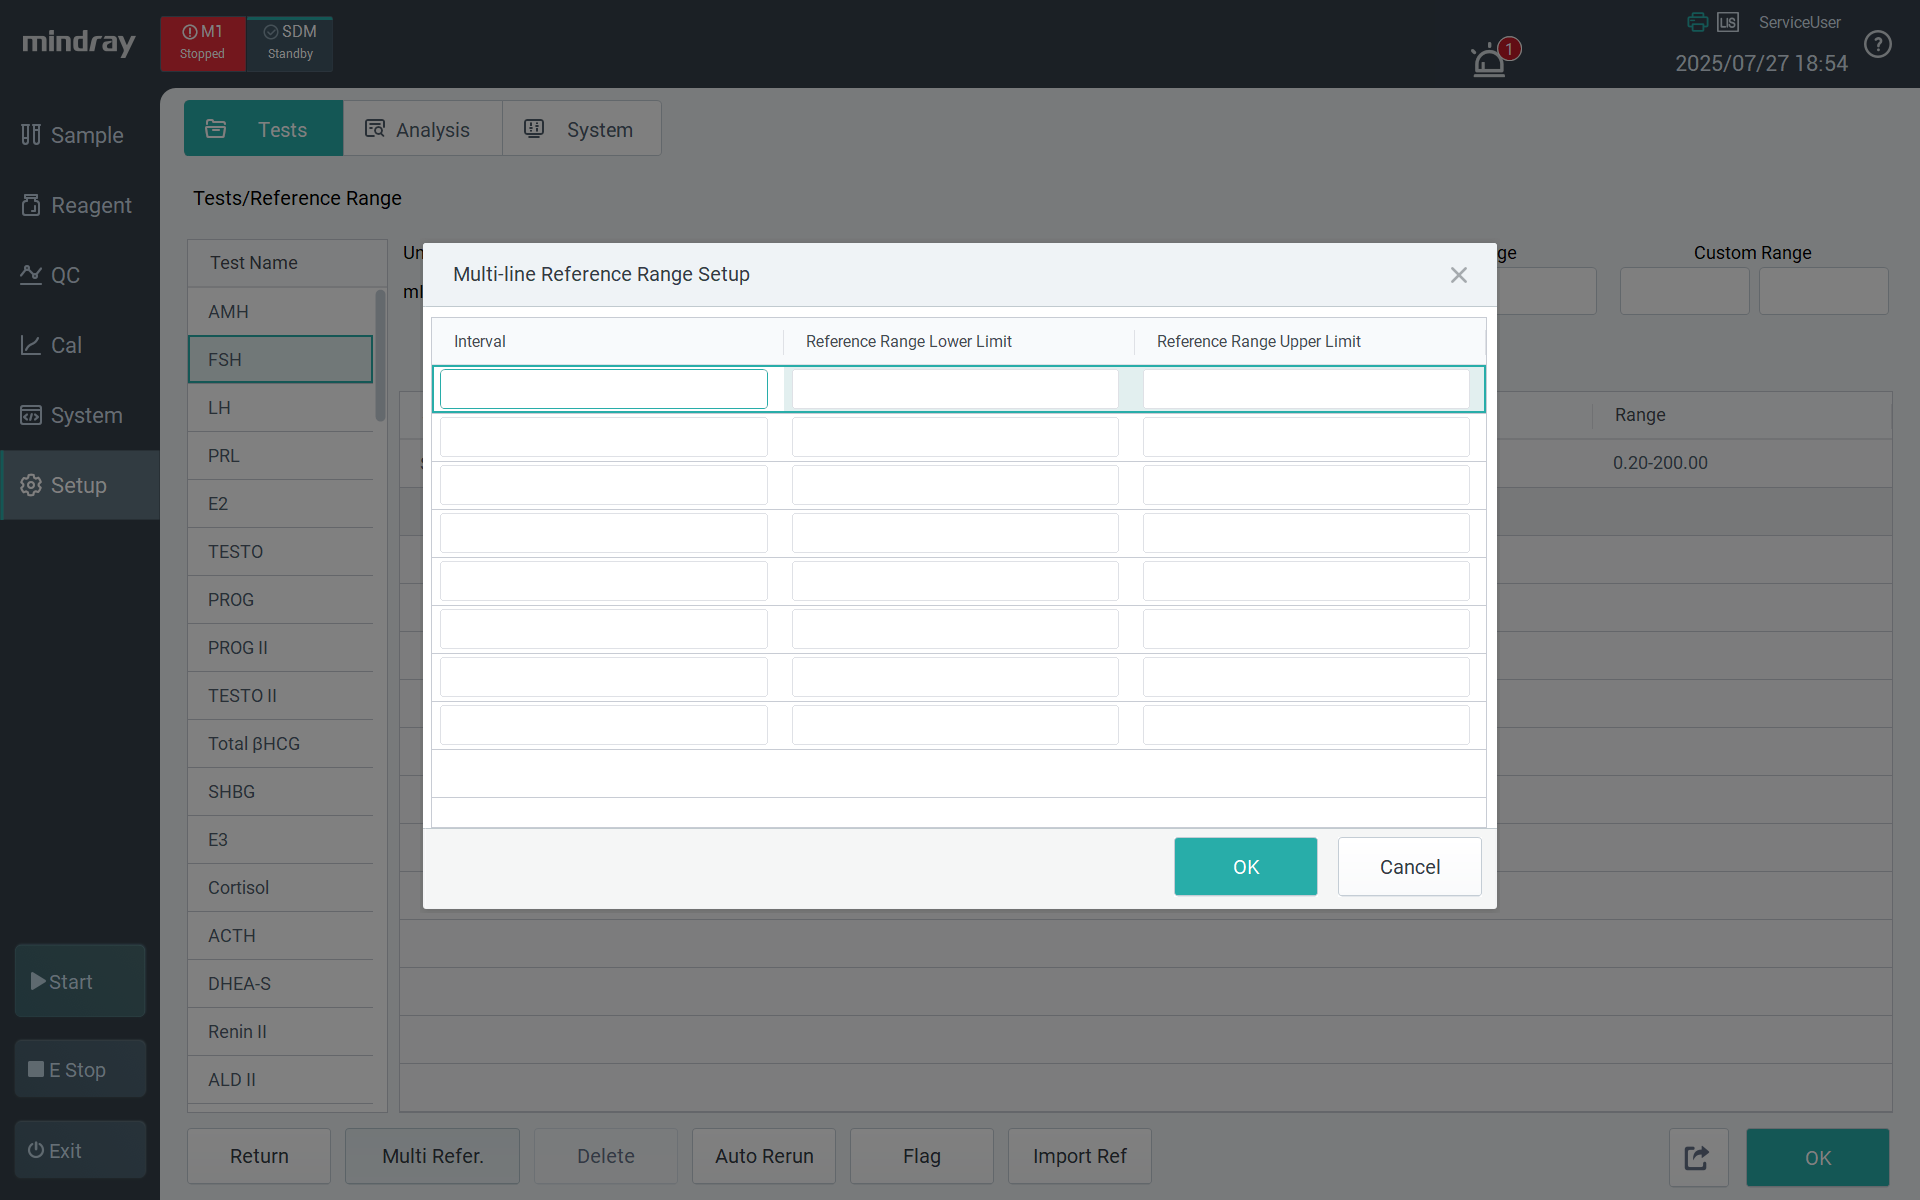 mindray
M1
Stopped
SDM
Standby
1
LIS
ServiceUser
2025/07/27 18:54
?
Sample
Reagent
QC
Cal
System
Setup
Start
E Stop
Exit
Tests
Analysis
System
Tests/Reference Range
Test Name
AMH
FSH
LH
PRL
E2
TESTO
PROG
PROG II
TESTO II
Total βHCG
SHBG
E3
Cortisol
ACTH
DHEA-S
Renin II
ALD II
Custom Range
Range
0.20-200.00
Multi-line Reference Range Setup
Interval
Reference Range Lower Limit
Reference Range Upper Limit
OK
Cancel
Return
Multi Refer.
Delete
Auto Rerun
Flag
Import Ref
OK